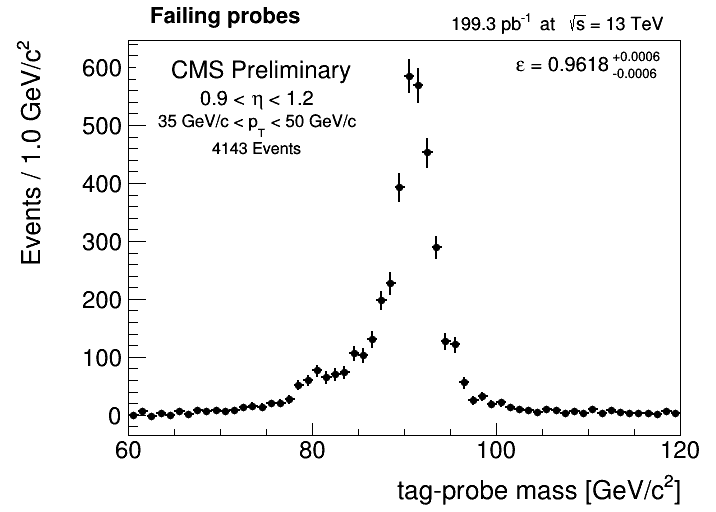 Failing probes
199.3 pb⁻¹ at √s = 13 TeV
CMS Preliminary
0.9 < η < 1.2
35 GeV/c < p_T < 50 GeV/c
4143 Events
ε = 0.9618 +0.0006 -0.0006
Events / 1.0 GeV/c²
600
500
400
300
200
100
0
60 80 100 120
tag-probe mass [GeV/c²]